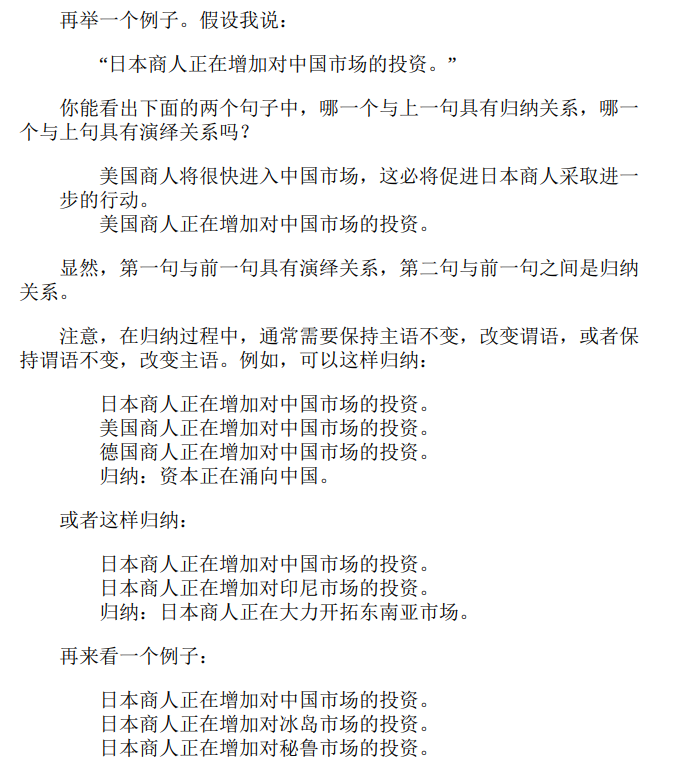 再举一个例子。假设我说：
“日本商人正在增加对中国市场的投资。”
你能看出下面的两个句子中，哪一个与上一句具有归纳关系，哪一
个与上句具有演绎关系吗？
美国商人将很快进入中国市场，这必将促进日本商人采取进一
步的行动。
美国商人正在增加对中国市场的投资。
显然，第一句与前一句具有演绎关系，第二句与前一句之间是归纳
关系。
注意，在归纳过程中，通常需要保持主语不变，改变谓语，或者保
持谓语不变，改变主语。例如，可以这样归纳：
日本商人正在增加对中国市场的投资。
美国商人正在增加对中国市场的投资。
德国商人正在增加对中国市场的投资。
归纳：资本正在涌向中国。
或者这样归纳：
日本商人正在增加对中国市场的投资。
日本商人正在增加对印尼市场的投资。
归纳：日本商人正在大力开拓东南亚市场。
再来看一个例子：
日本商人正在增加对中国市场的投资。
日本商人正在增加对冰岛市场的投资。
日本商人正在增加对秘鲁市场的投资。